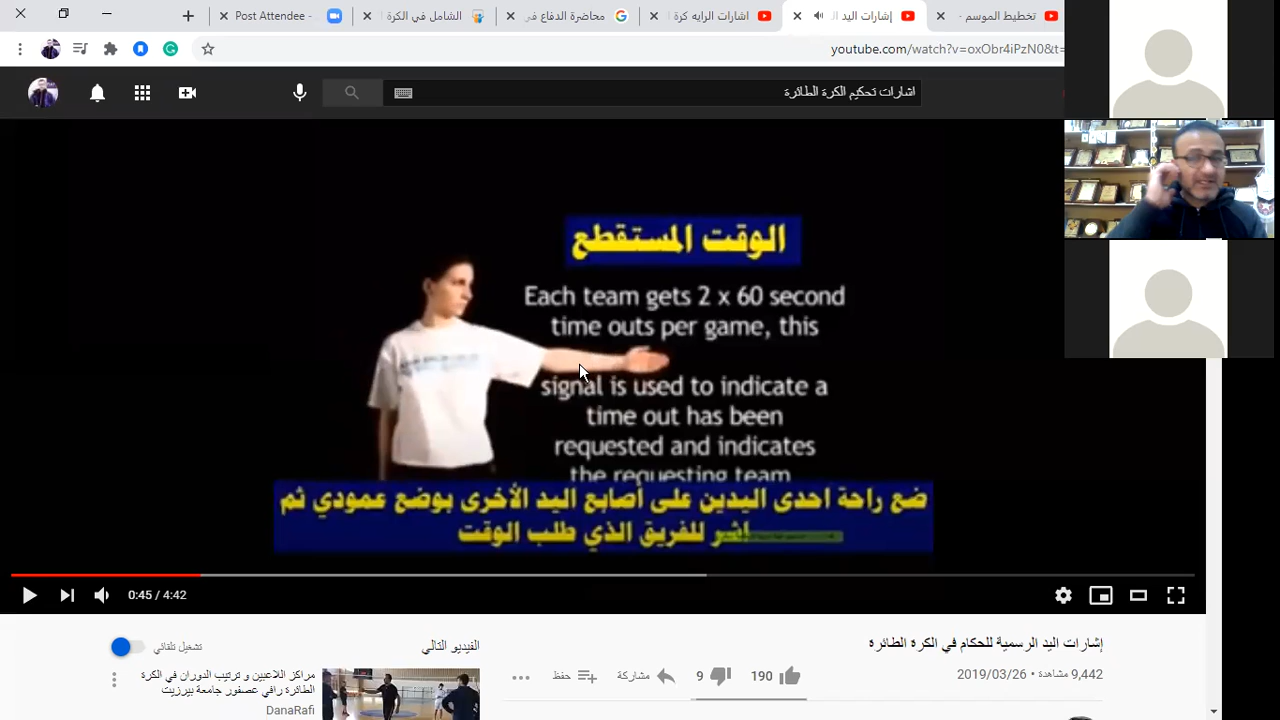 Post Attendee -
الشامل في الكرة ا
محاضرة الدفاع في
اشارات الرايه كرة ا
إشارات اليد الـ
تخطيط الموسم -
youtube.com/watch?v=oxObr4iPzN0&t=
اشارات تحكيم الكرة الطائرة
الوقت المستقطع
Each team gets 2 x 60 second
time outs per game, this
signal is used to indicate a
time out has been
requested and indicates
the requesting team
ضع راحة احدى اليدين على أصابع اليد الأخرى بوضع عمودي ثم
اشر للفريق الذي طلب الوقت
0:45 / 4:42
إشارات اليد الرسمية للحكام في الكرة الطائرة
9,442 مشاهدة • 2019/03/26
190
9
مشاركة
حفظ
الفيديو التالي
تشغيل تلقائي
مراكز اللاعبين و ترتيب الدوران في الكرة
الطائرة رافي عصفور جامعة بيرزيت
DanaRafi